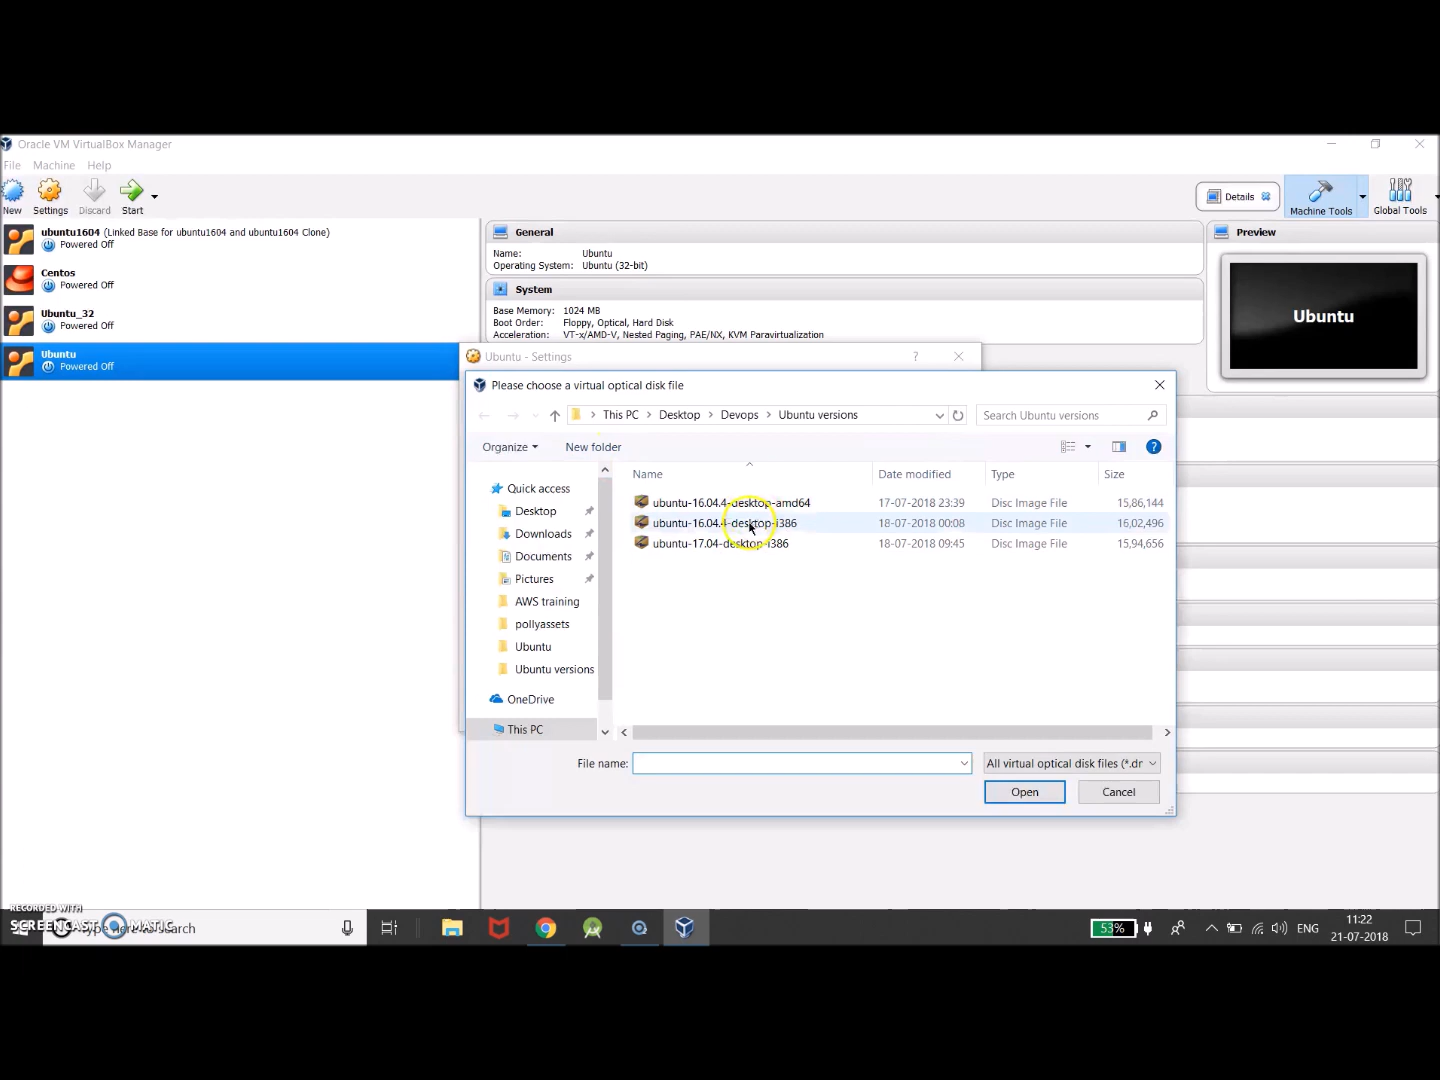 Oracle VM VirtualBox Manager
File Machine Help
New Settings Discard Start
Details
Machine Tools
Global Tools
ubuntu1604 (Linked Base for ubuntu1604 and ubuntu1604 Clone)
Powered Off
Centos
Powered Off
Ubuntu_32
Powered Off
Ubuntu
Powered Off
General
Name: Ubuntu
Operating System: Ubuntu (32-bit)
System
Base Memory: 1024 MB
Boot Order: Floppy, Optical, Hard Disk
Acceleration: VT-x/AMD-V, Nested Paging, PAE/NX, KVM Paravirtualization
Preview
Ubuntu
Ubuntu - Settings ?
Please choose a virtual optical disk file
This PC Desktop Devops Ubuntu versions
Search Ubuntu versions
Organize New folder ?
Name Date modified Type Size
ubuntu-16.04.4-desktop-amd64 17-07-2018 23:39 Disc Image File 15,86,144
ubuntu-16.04.4-desktop-i386 18-07-2018 00:08 Disc Image File 16,02,496
ubuntu-17.04-desktop-i386 18-07-2018 09:45 Disc Image File 15,94,656
Quick access
Desktop
Downloads
Documents
Pictures
AWS training
pollyassets
Ubuntu
Ubuntu versions
OneDrive
This PC
File name:
All virtual optical disk files (*.dr
Open Cancel
RECORDED WITH
SCREENCAST MATIC
Type here to search
53%
ENG
11:22
21-07-2018